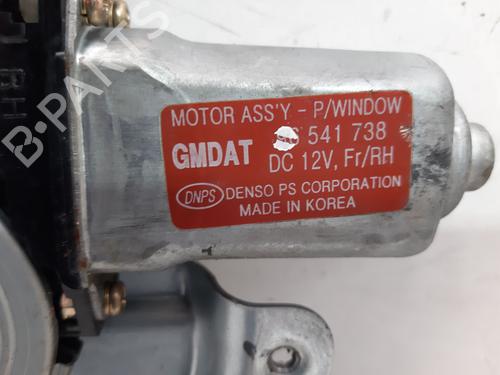 MOTOR ASS'Y - P/WINDOW
GMDAT 541 738
DC 12V, Fr/RH
DNPS DENSO PS CORPORATION
MADE IN KOREA
B-PARTS